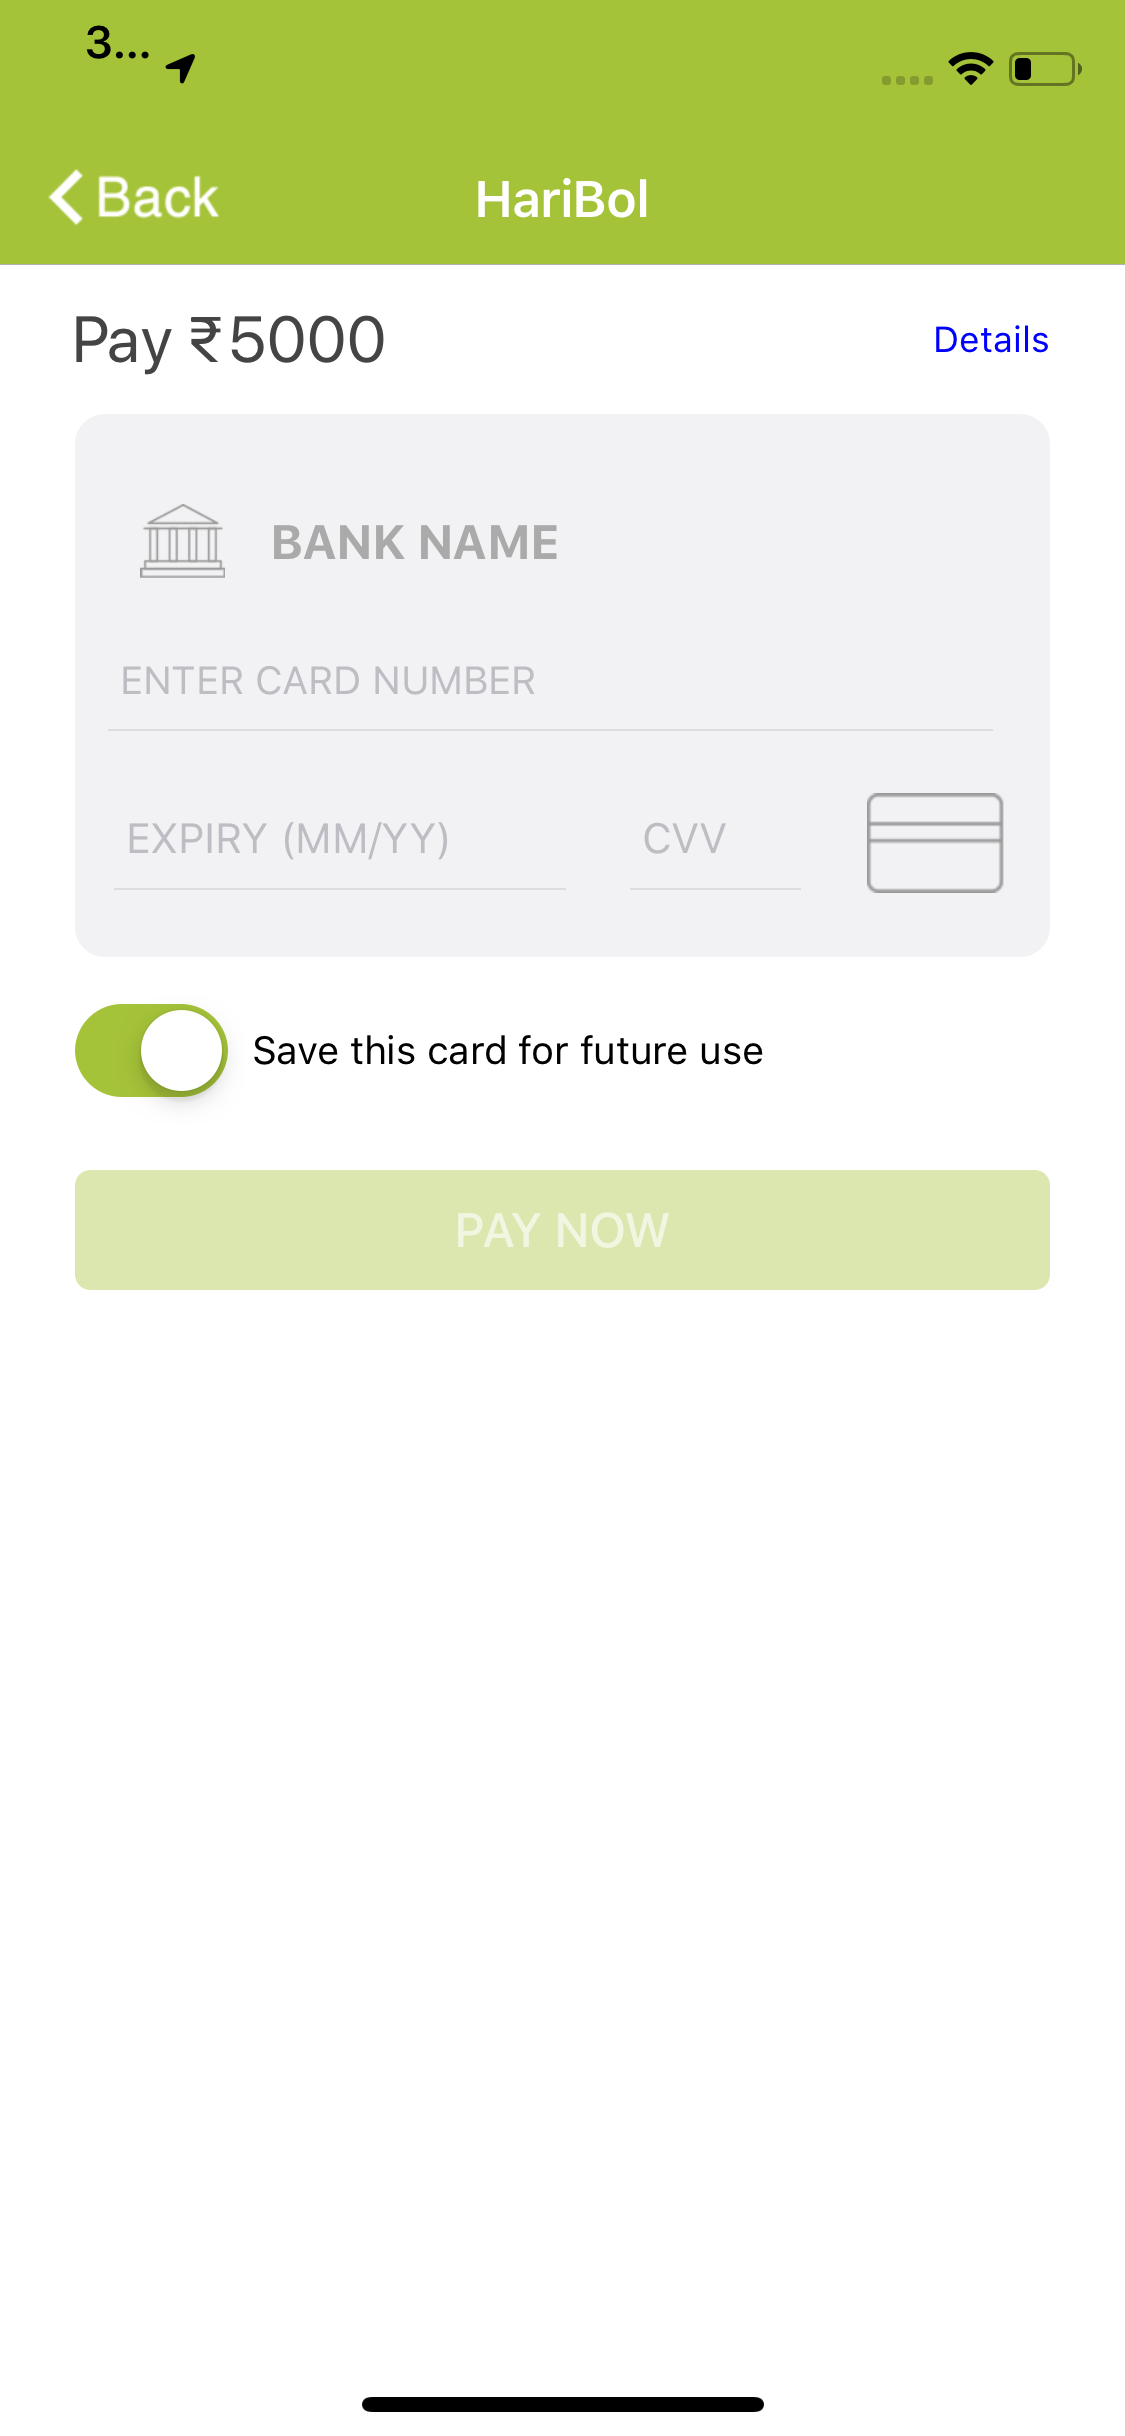 3...
Back
HariBol
Pay ₹5000
Details
BANK NAME
ENTER CARD NUMBER
EXPIRY (MM/YY)
CVV
Save this card for future use
PAY NOW